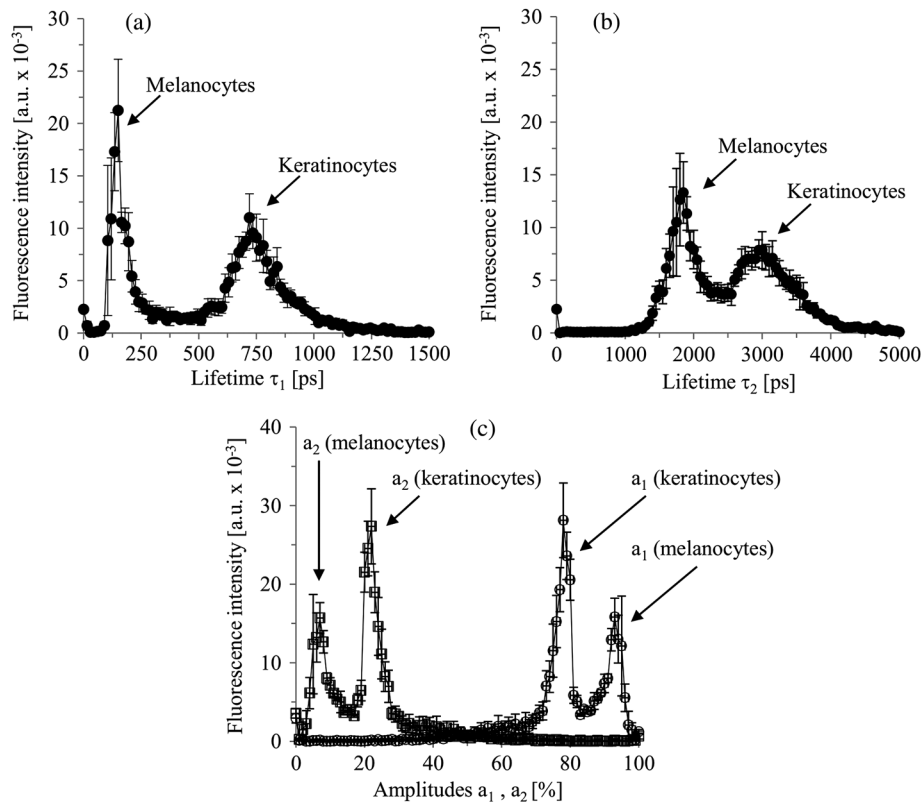 (a)
Fluorescence intensity [a.u. x 10⁻³]
30
25
20
15
10
5
0
Melanocytes
Keratinocytes
0 250 500 750 1000 1250 1500
Lifetime τ₁ [ps]
(b)
Fluorescence intensity [a.u. x 10⁻³]
30
25
20
15
10
5
0
Melanocytes
Keratinocytes
0 1000 2000 3000 4000 5000
Lifetime τ₂ [ps]
(c)
Fluorescence intensity [a.u. x 10⁻³]
40
30
20
10
0
a₂ (melanocytes)
a₂ (keratinocytes)
a₁ (keratinocytes)
a₁ (melanocytes)
0 20 40 60 80 100
Amplitudes a₁ , a₂ [%]